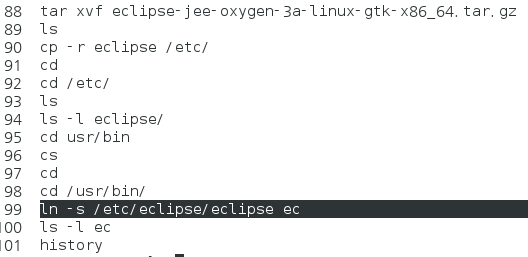 88 tar xvf eclipse-jee-oxygen-3a-linux-gtk-x86_64.tar.gz
89 ls
90 cp -r eclipse /etc/
91 cd
92 cd /etc/
93 ls
94 ls -l eclipse/
95 cd usr/bin
96 cs
97 cd
98 cd /usr/bin/
99 ln -s /etc/eclipse/eclipse ec
100 ls -l ec
101 history